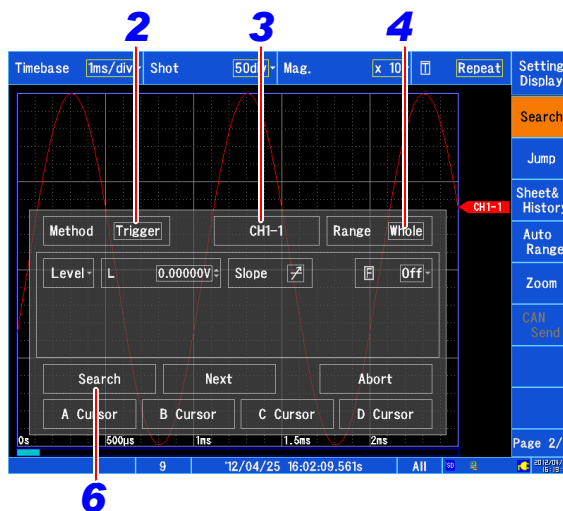 2 3 4
Timebase 1ms/div Shot 50div Mag. x 10 T Repeat
Setting
Display
Search
Jump
Sheet&
History
Auto
Range
Zoom
CAN
Send
Page 2/
CH1-1
Method Trigger CH1-1 Range Whole
Level L 0.00000V Slope F Off
Search Next Abort
A Cursor B Cursor C Cursor D Cursor
0s 500µs 1ms 1.5ms 2ms
9 '12/04/25 16:02:09.561s All SD
6